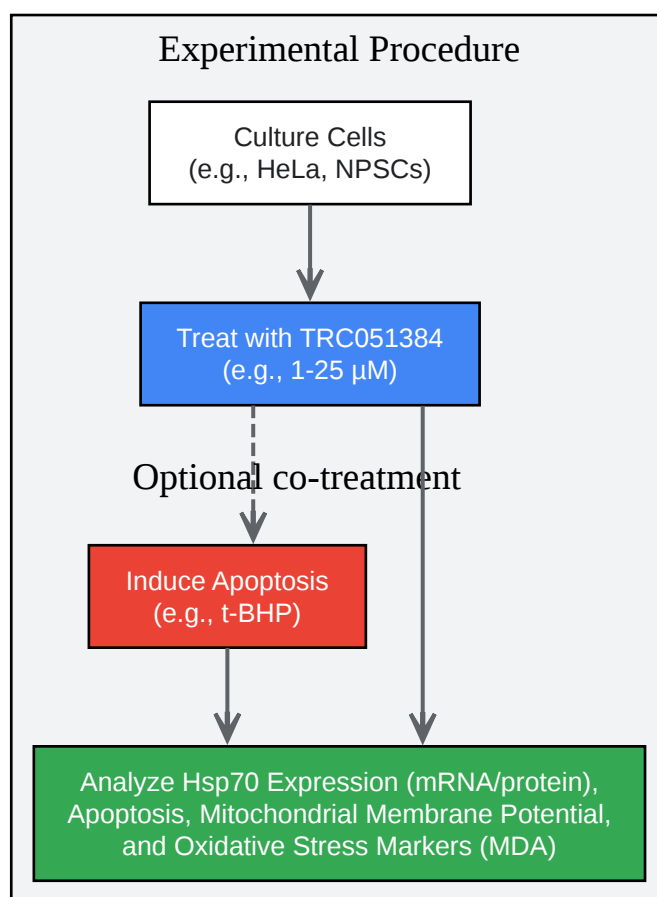 Experimental Procedure
Culture Cells
(e.g., HeLa, NPSCs)
Treat with TRC051384
(e.g., 1-25 µM)
Optional co-treatment
Induce Apoptosis
(e.g., t-BHP)
Analyze Hsp70 Expression (mRNA/protein),
Apoptosis, Mitochondrial Membrane Potential,
and Oxidative Stress Markers (MDA)